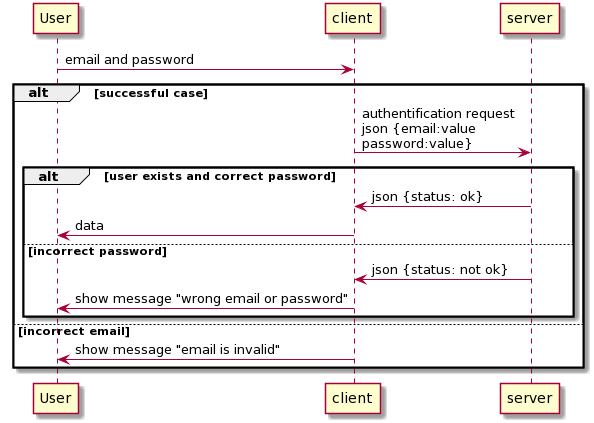 User
client
server
email and password
alt
[successful case]
authentification request
json {email:value
password:value}
alt
[user exists and correct password]
json {status: ok}
data
[incorrect password]
json {status: not ok}
show message "wrong email or password"
[incorrect email]
show message "email is invalid"
User
client
server